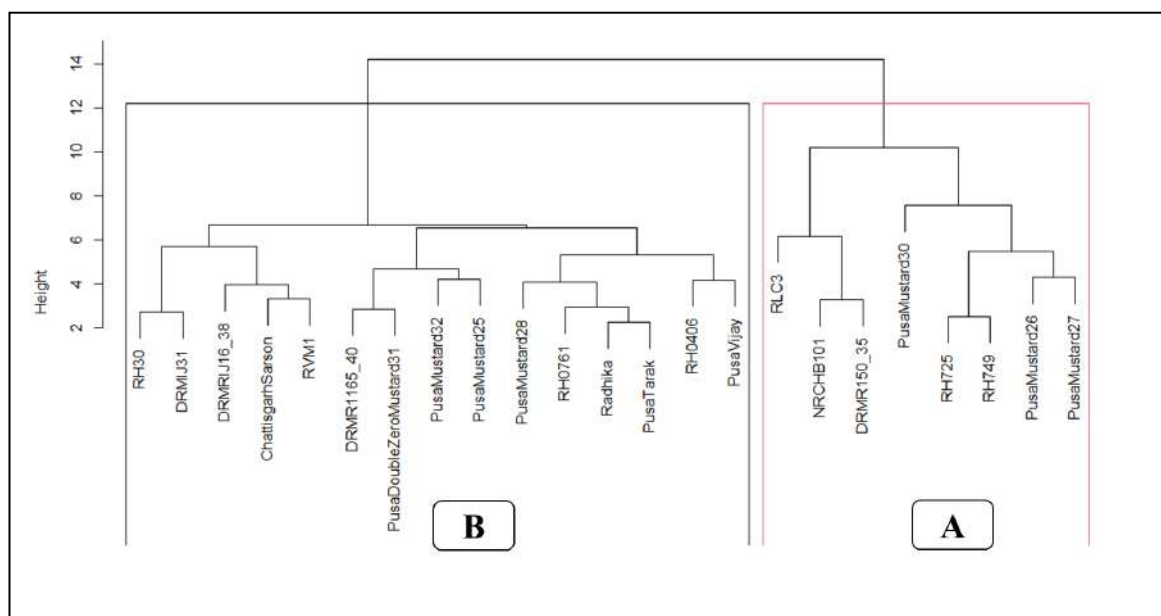 14
12
10
8
6
4
2
Height
RH30
DRMIJ31
DRMRIJ16_38
ChattisgarhSarson
RVM1
DRMR1165_40
PusaDoubleZeroMustard31
PusaMustard32
PusaMustard25
PusaMustard28
RH0761
Radhika
PusaTarak
RH0406
PusaVijay
RLC3
NRCHB101
DRMR150_35
PusaMustard30
RH725
RH749
PusaMustard26
PusaMustard27
B
A